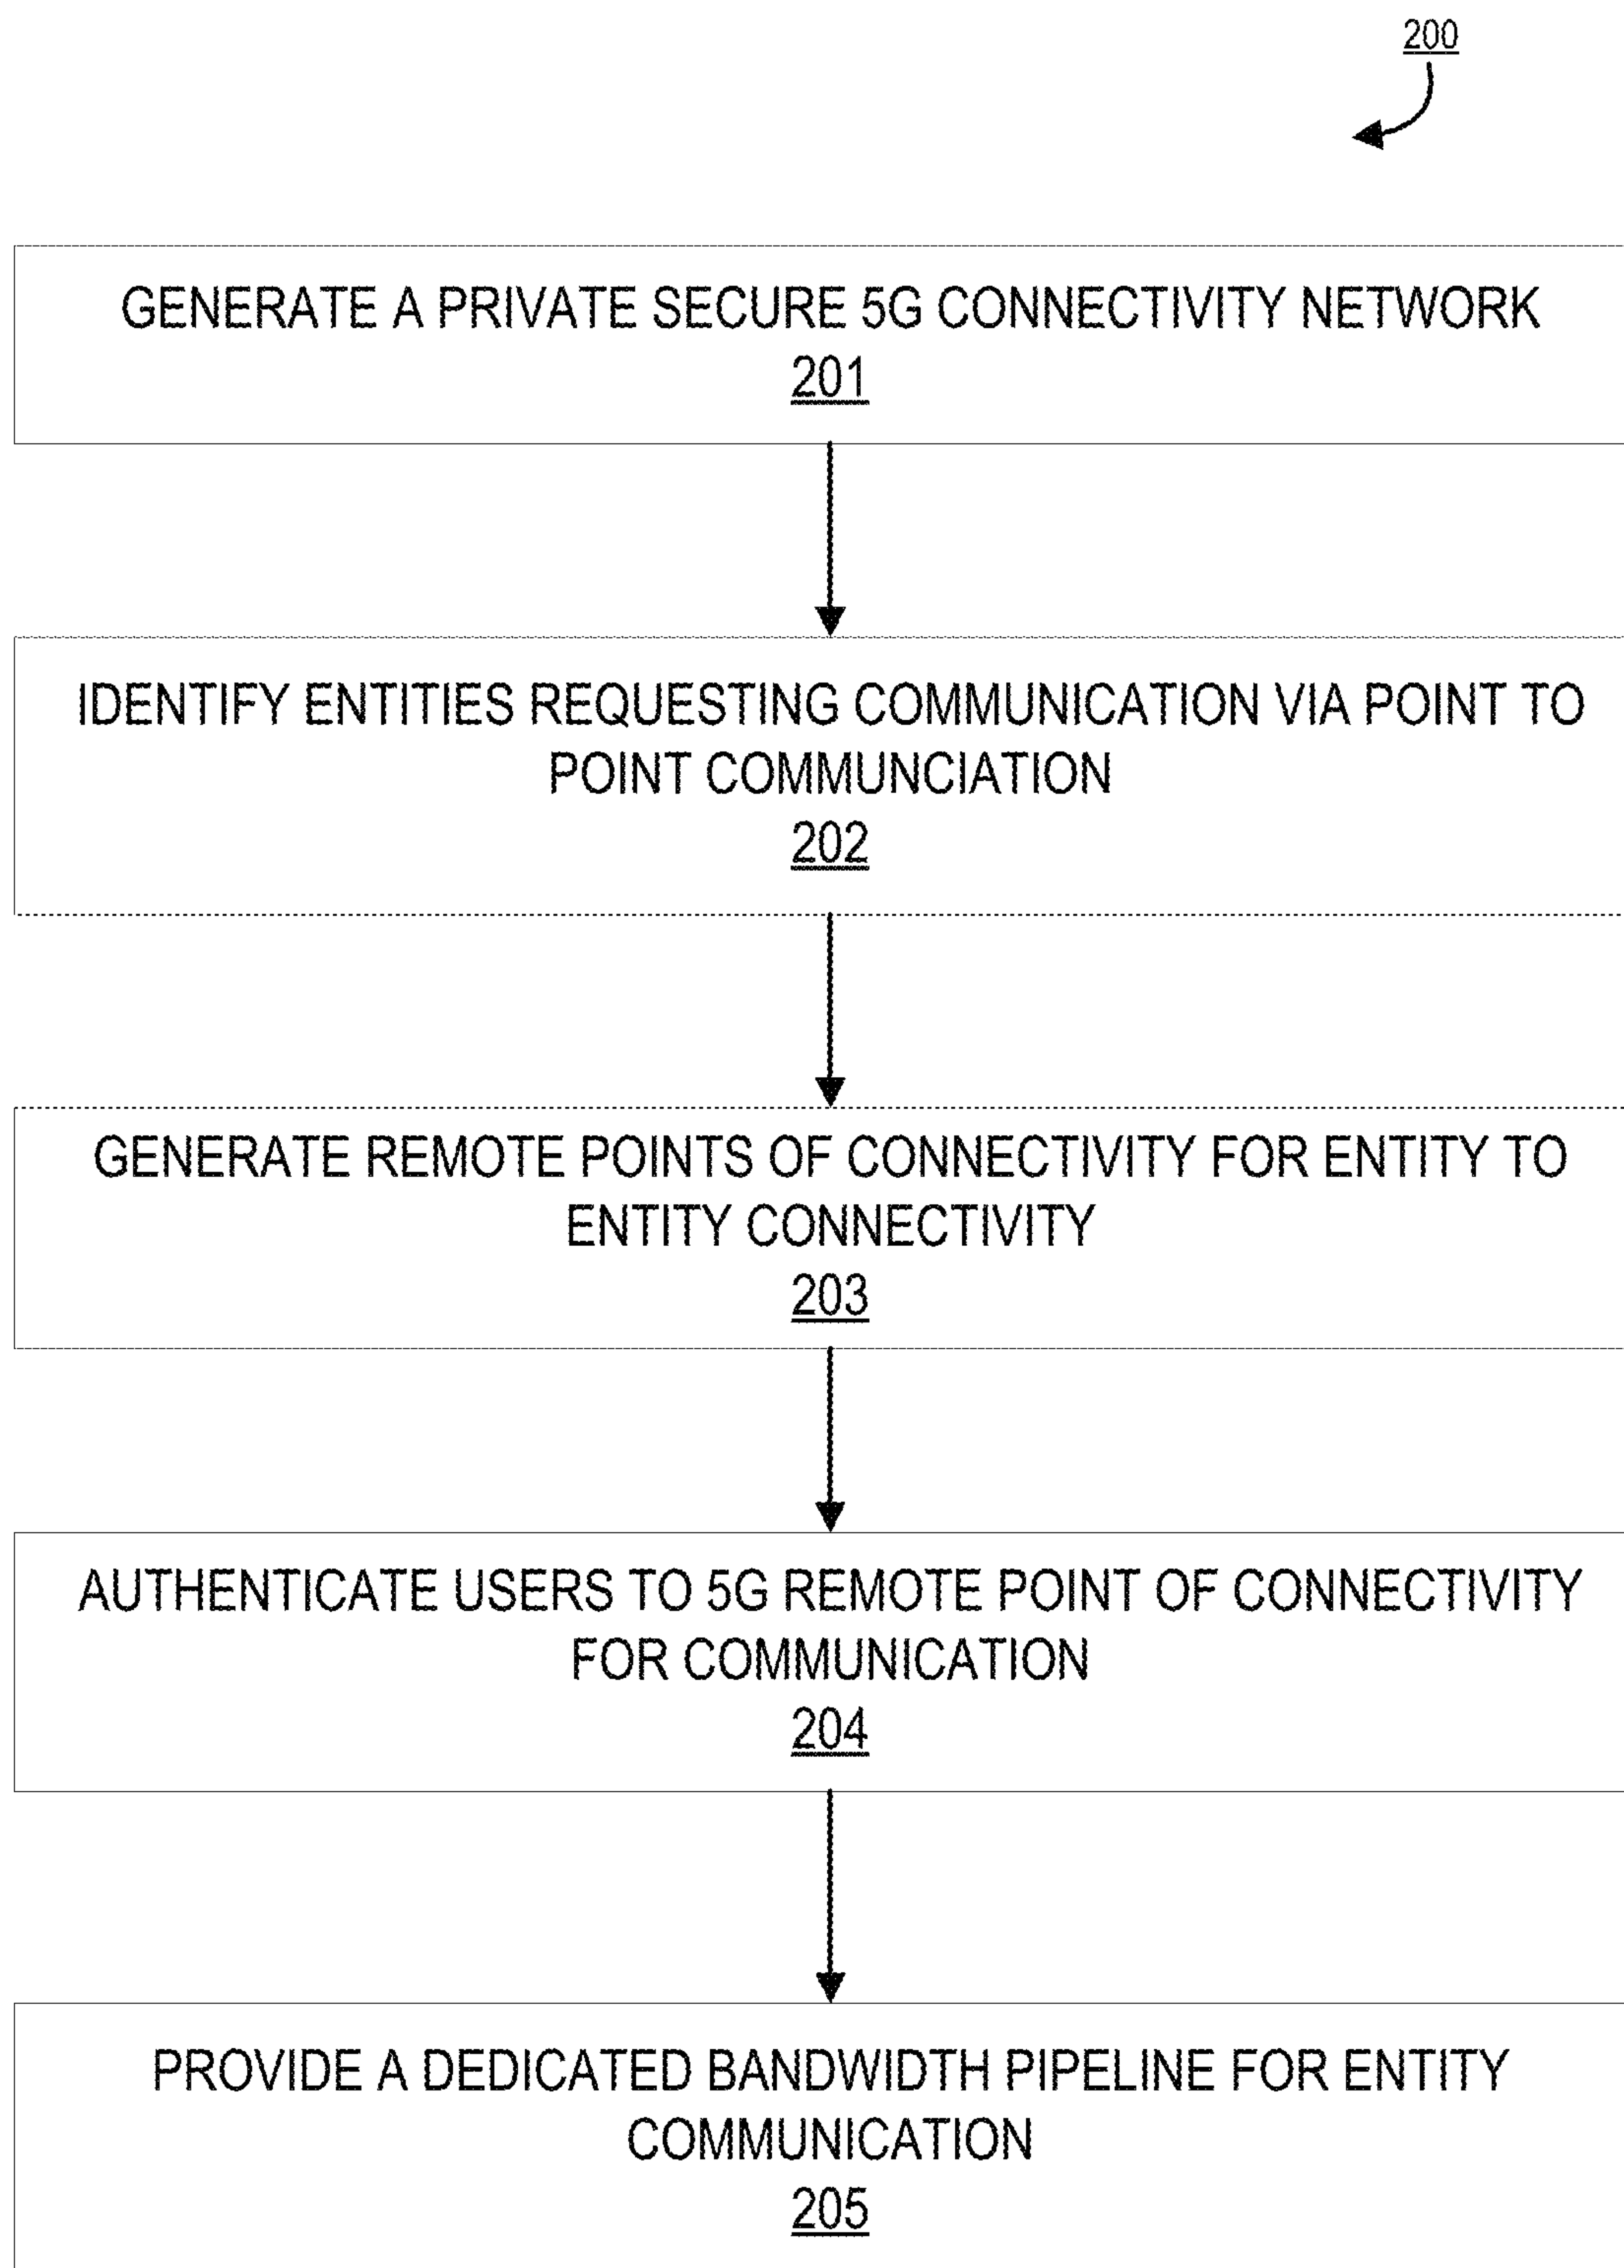 200
GENERATE A PRIVATE SECURE 5G CONNECTIVITY NETWORK
201
IDENTIFY ENTITIES REQUESTING COMMUNICATION VIA POINT TO
POINT COMMUNCIATION
202
GENERATE REMOTE POINTS OF CONNECTIVITY FOR ENTITY TO
ENTITY CONNECTIVITY
203
AUTHENTICATE USERS TO 5G REMOTE POINT OF CONNECTIVITY
FOR COMMUNICATION
204
PROVIDE A DEDICATED BANDWIDTH PIPELINE FOR ENTITY
COMMUNICATION
205